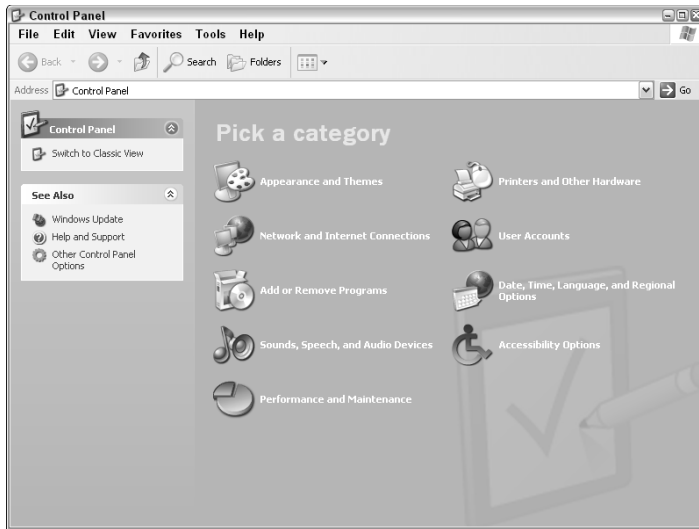 Control Panel
File Edit View Favorites Tools Help
Back Search Folders
Address Control Panel Go
Control Panel
Switch to Classic View
See Also
Windows Update
Help and Support
Other Control Panel
Options
Pick a category
Appearance and Themes
Printers and Other Hardware
Network and Internet Connections
User Accounts
Add or Remove Programs
Date, Time, Language, and Regional
Options
Sounds, Speech, and Audio Devices
Accessibility Options
Performance and Maintenance